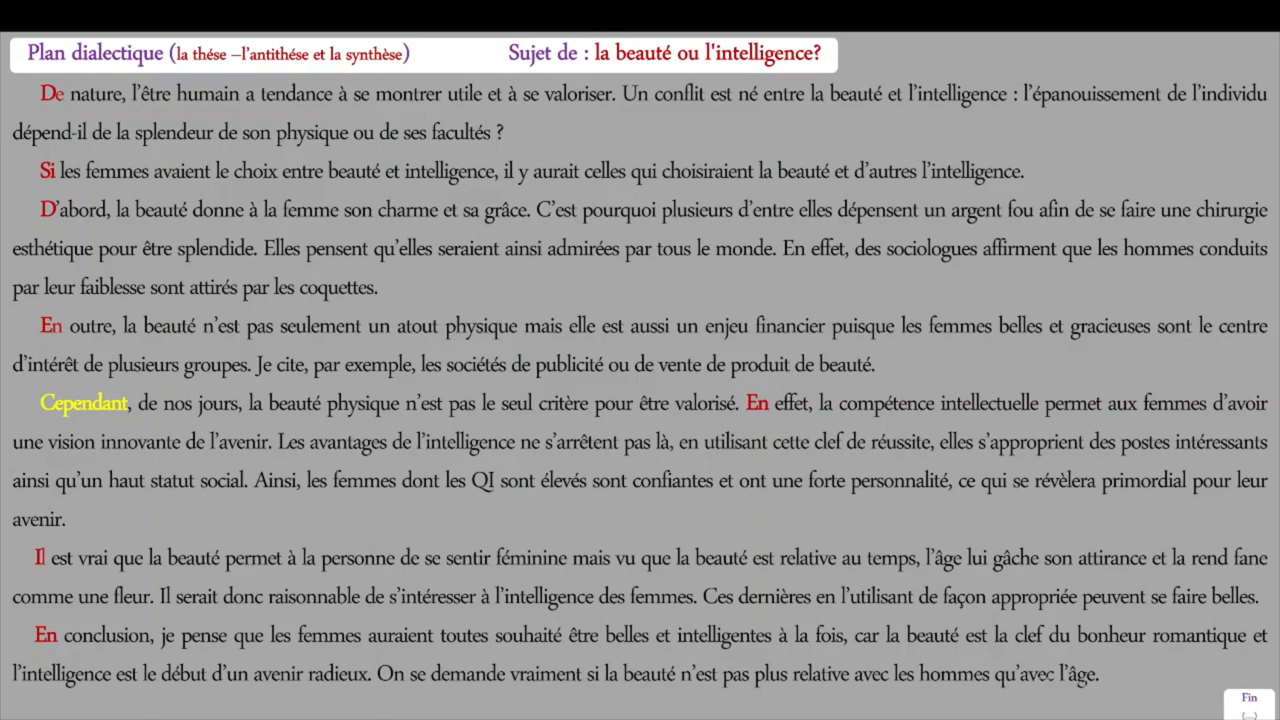 Plan dialectique (la thése –l'antithése et la synthèse) Sujet de : la beauté ou l'intelligence?
De nature, l'être humain a tendance à se montrer utile et à se valoriser. Un conflit est né entre la beauté et l'intelligence : l'épanouissement de l'individu
dépend-il de la splendeur de son physique ou de ses facultés ?
Si les femmes avaient le choix entre beauté et intelligence, il y aurait celles qui choisiraient la beauté et d'autres l'intelligence.
D'abord, la beauté donne à la femme son charme et sa grâce. C'est pourquoi plusieurs d'entre elles dépensent un argent fou afin de se faire une chirurgie
esthétique pour être splendide. Elles pensent qu'elles seraient ainsi admirées par tous le monde. En effet, des sociologues affirment que les hommes conduits
par leur faiblesse sont attirés par les coquettes.
En outre, la beauté n'est pas seulement un atout physique mais elle est aussi un enjeu financier puisque les femmes belles et gracieuses sont le centre
d'intérêt de plusieurs groupes. Je cite, par exemple, les sociétés de publicité ou de vente de produit de beauté.
Cependant, de nos jours, la beauté physique n'est pas le seul critère pour être valorisé. En effet, la compétence intellectuelle permet aux femmes d'avoir
une vision innovante de l'avenir. Les avantages de l'intelligence ne s'arrêtent pas là, en utilisant cette clef de réussite, elles s'approprient des postes intéressants
ainsi qu'un haut statut social. Ainsi, les femmes dont les QI sont élevés sont confiantes et ont une forte personnalité, ce qui se révèlera primordial pour leur
avenir.
Il est vrai que la beauté permet à la personne de se sentir féminine mais vu que la beauté est relative au temps, l'âge lui gâche son attirance et la rend fane
comme une fleur. Il serait donc raisonnable de s'intéresser à l'intelligence des femmes. Ces dernières en l'utilisant de façon appropriée peuvent se faire belles.
En conclusion, je pense que les femmes auraient toutes souhaité être belles et intelligentes à la fois, car la beauté est la clef du bonheur romantique et
l'intelligence est le début d'un avenir radieux. On se demande vraiment si la beauté n'est pas plus relative avec les hommes qu'avec l'âge.
Fin
(....)